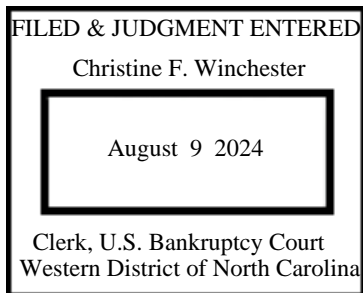 FILED & JUDGMENT ENTERED
Christine F. Winchester
August 9 2024
Clerk, U.S. Bankruptcy Court
Western District of North Carolina